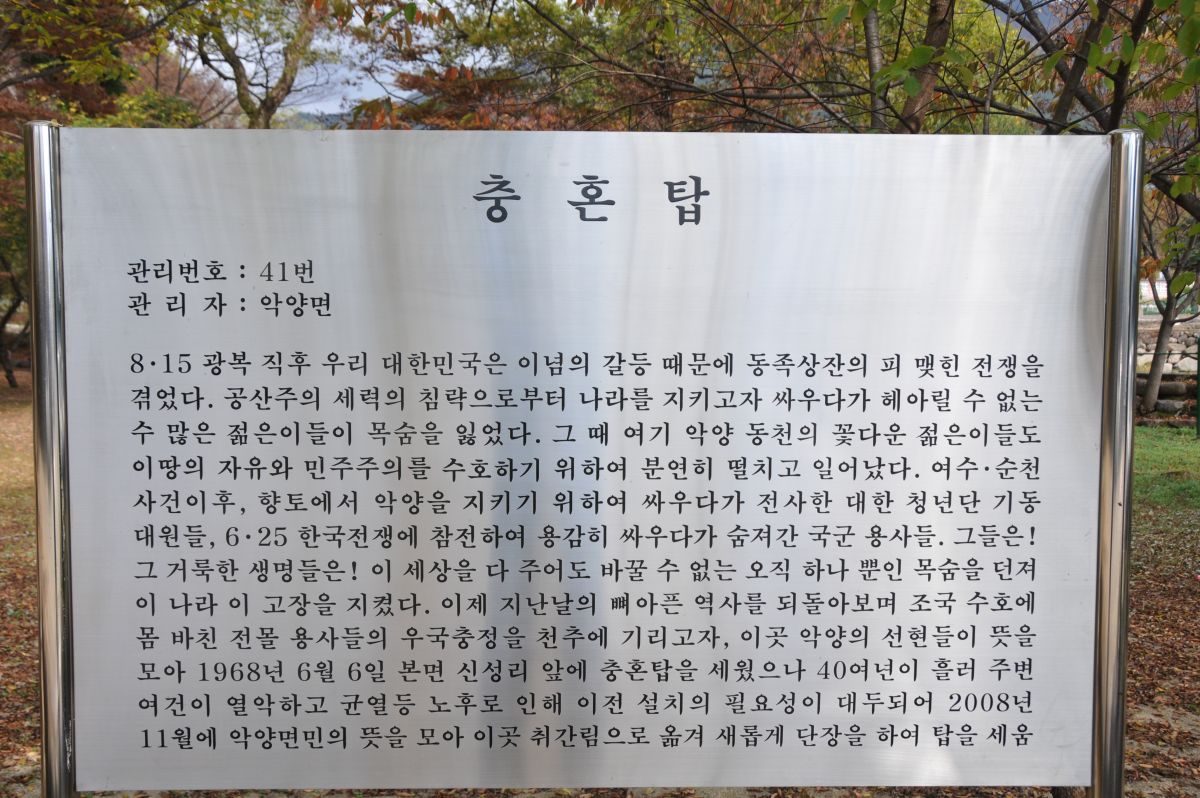 충 혼 탑
관리번호 : 41번
관 리 자 : 악양면
8·15 광복 직후 우리 대한민국은 이념의 갈등 때문에 동족상잔의 피 맺힌 전쟁을
겪었다. 공산주의 세력의 침략으로부터 나라를 지키고자 싸우다가 헤아릴 수 없는
수 많은 젊은이들이 목숨을 잃었다. 그 때 여기 악양 동천의 꽃다운 젊은이들도
이땅의 자유와 민주주의를 수호하기 위하여 분연히 떨치고 일어났다. 여수·순천
사건이후, 향토에서 악양을 지키기 위하여 싸우다가 전사한 대한 청년단 기동
대원들, 6·25 한국전쟁에 참전하여 용감히 싸우다가 숨져간 국군 용사들. 그들은!
그 거룩한 생명들은! 이 세상을 다 주어도 바꿀 수 없는 오직 하나 뿐인 목숨을 던져
이 나라 이 고장을 지켰다. 이제 지난날의 뼈아픈 역사를 되돌아보며 조국 수호에
몸 바친 전몰 용사들의 우국충정을 천추에 기리고자, 이곳 악양의 선현들이 뜻을
모아 1968년 6월 6일 본면 신성리 앞에 충혼탑을 세웠으나 40여년이 흘러 주변
여건이 열악하고 균열등 노후로 인해 이전 설치의 필요성이 대두되어 2008년
11월에 악양면민의 뜻을 모아 이곳 취간림으로 옮겨 새롭게 단장을 하여 탑을 세움